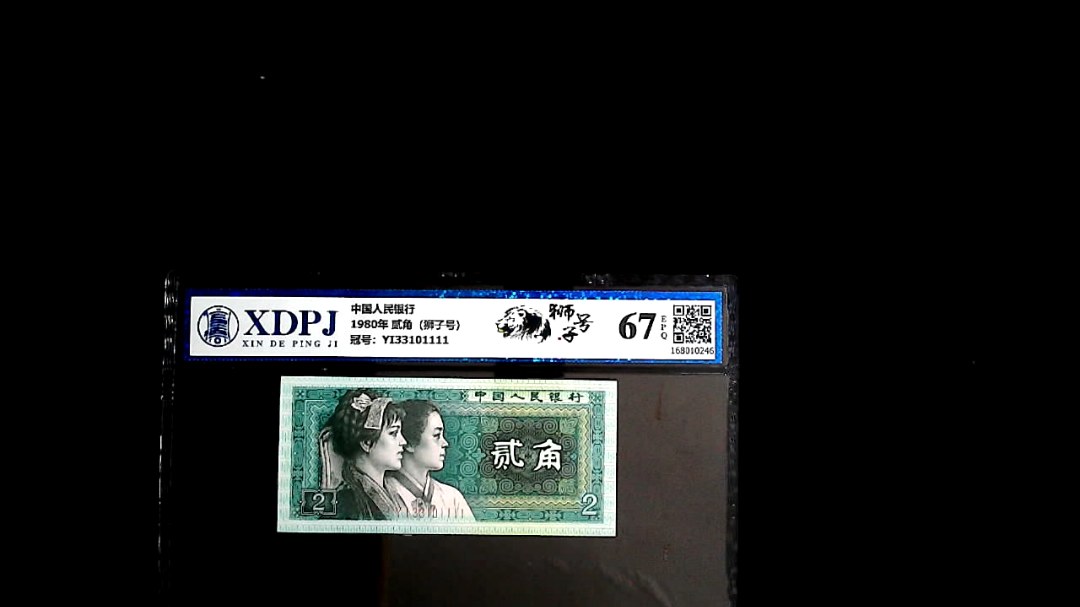 XDPJ
XIN DE PING JI
中国人民银行
1980年 贰角（狮子号）
冠号：YI33101111
狮子号
67
EPQ
168010246
中国人民银行
贰角
2
2